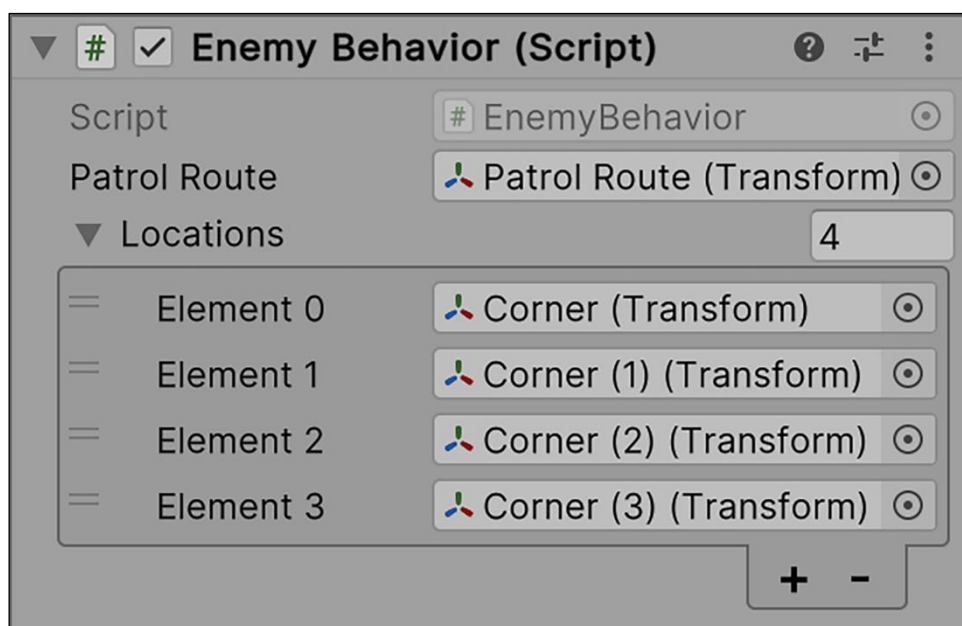 # Enemy Behavior (Script)
Script # EnemyBehavior
Patrol Route Patrol Route (Transform)
Locations 4
Element 0 Corner (Transform)
Element 1 Corner (1) (Transform)
Element 2 Corner (2) (Transform)
Element 3 Corner (3) (Transform)
+ -